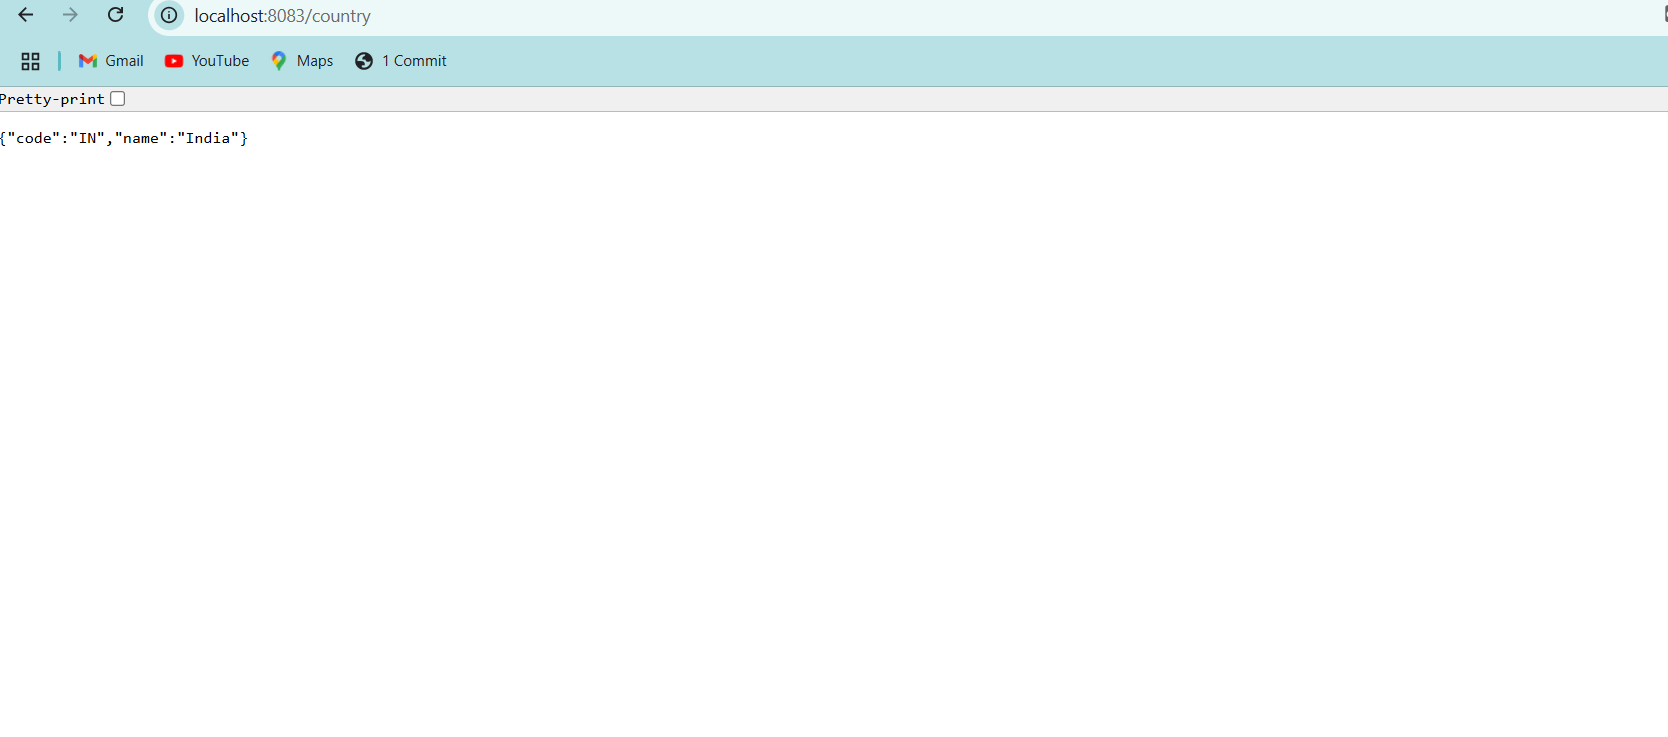 localhost:8083/country
Gmail YouTube Maps 1 Commit
Pretty-print
{"code":"IN","name":"India"}